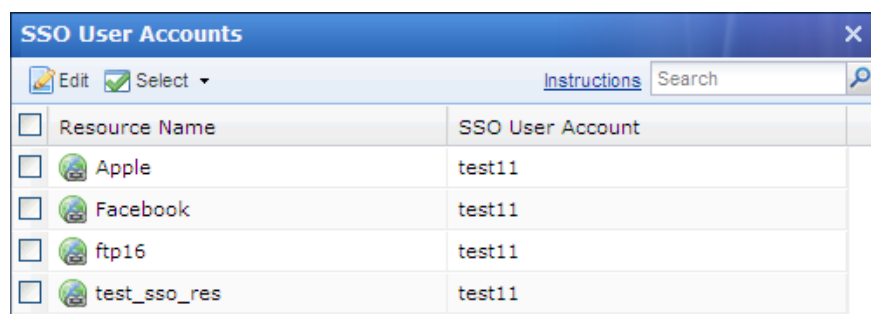 SSO User Accounts
Edit Select Instructions Search
Resource Name SSO User Account
Apple test11
Facebook test11
ftp16 test11
test_sso_res test11